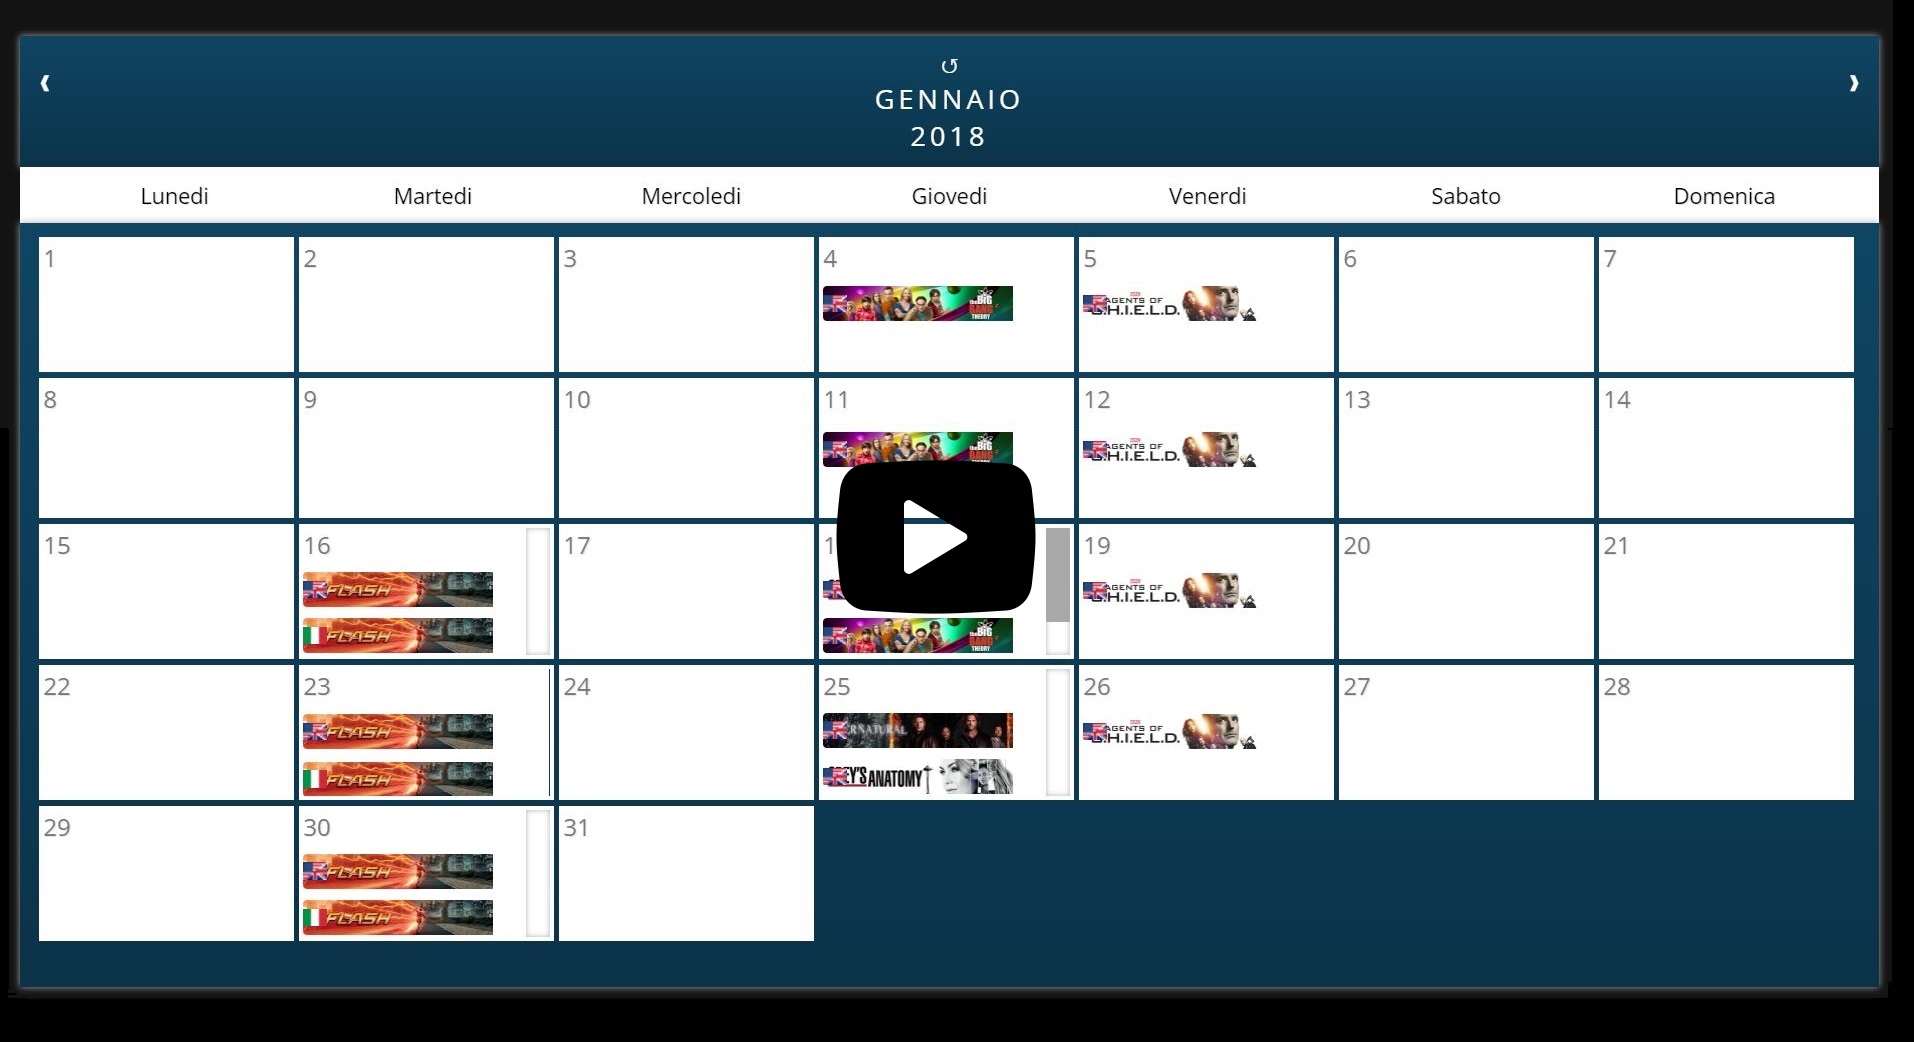 GENNAIO
2018
Lunedi Martedi Mercoledi Giovedi Venerdi Sabato Domenica
1 2 3 4 5 6 7
the BIG BANG THEORY
AGENTS OF
S.H.I.E.L.D.
8 9 10 11 12 13 14
the BIG BANG
AGENTS OF
S.H.I.E.L.D.
15 16 17 1 19 20 21
FLASH
AGENTS OF
S.H.I.E.L.D.
FLASH
the BIG BANG THEORY
22 23 24 25 26 27 28
FLASH
RNATURAL
AGENTS OF
S.H.I.E.L.D.
FLASH
EY'S ANATOMY
29 30 31
FLASH
FLASH